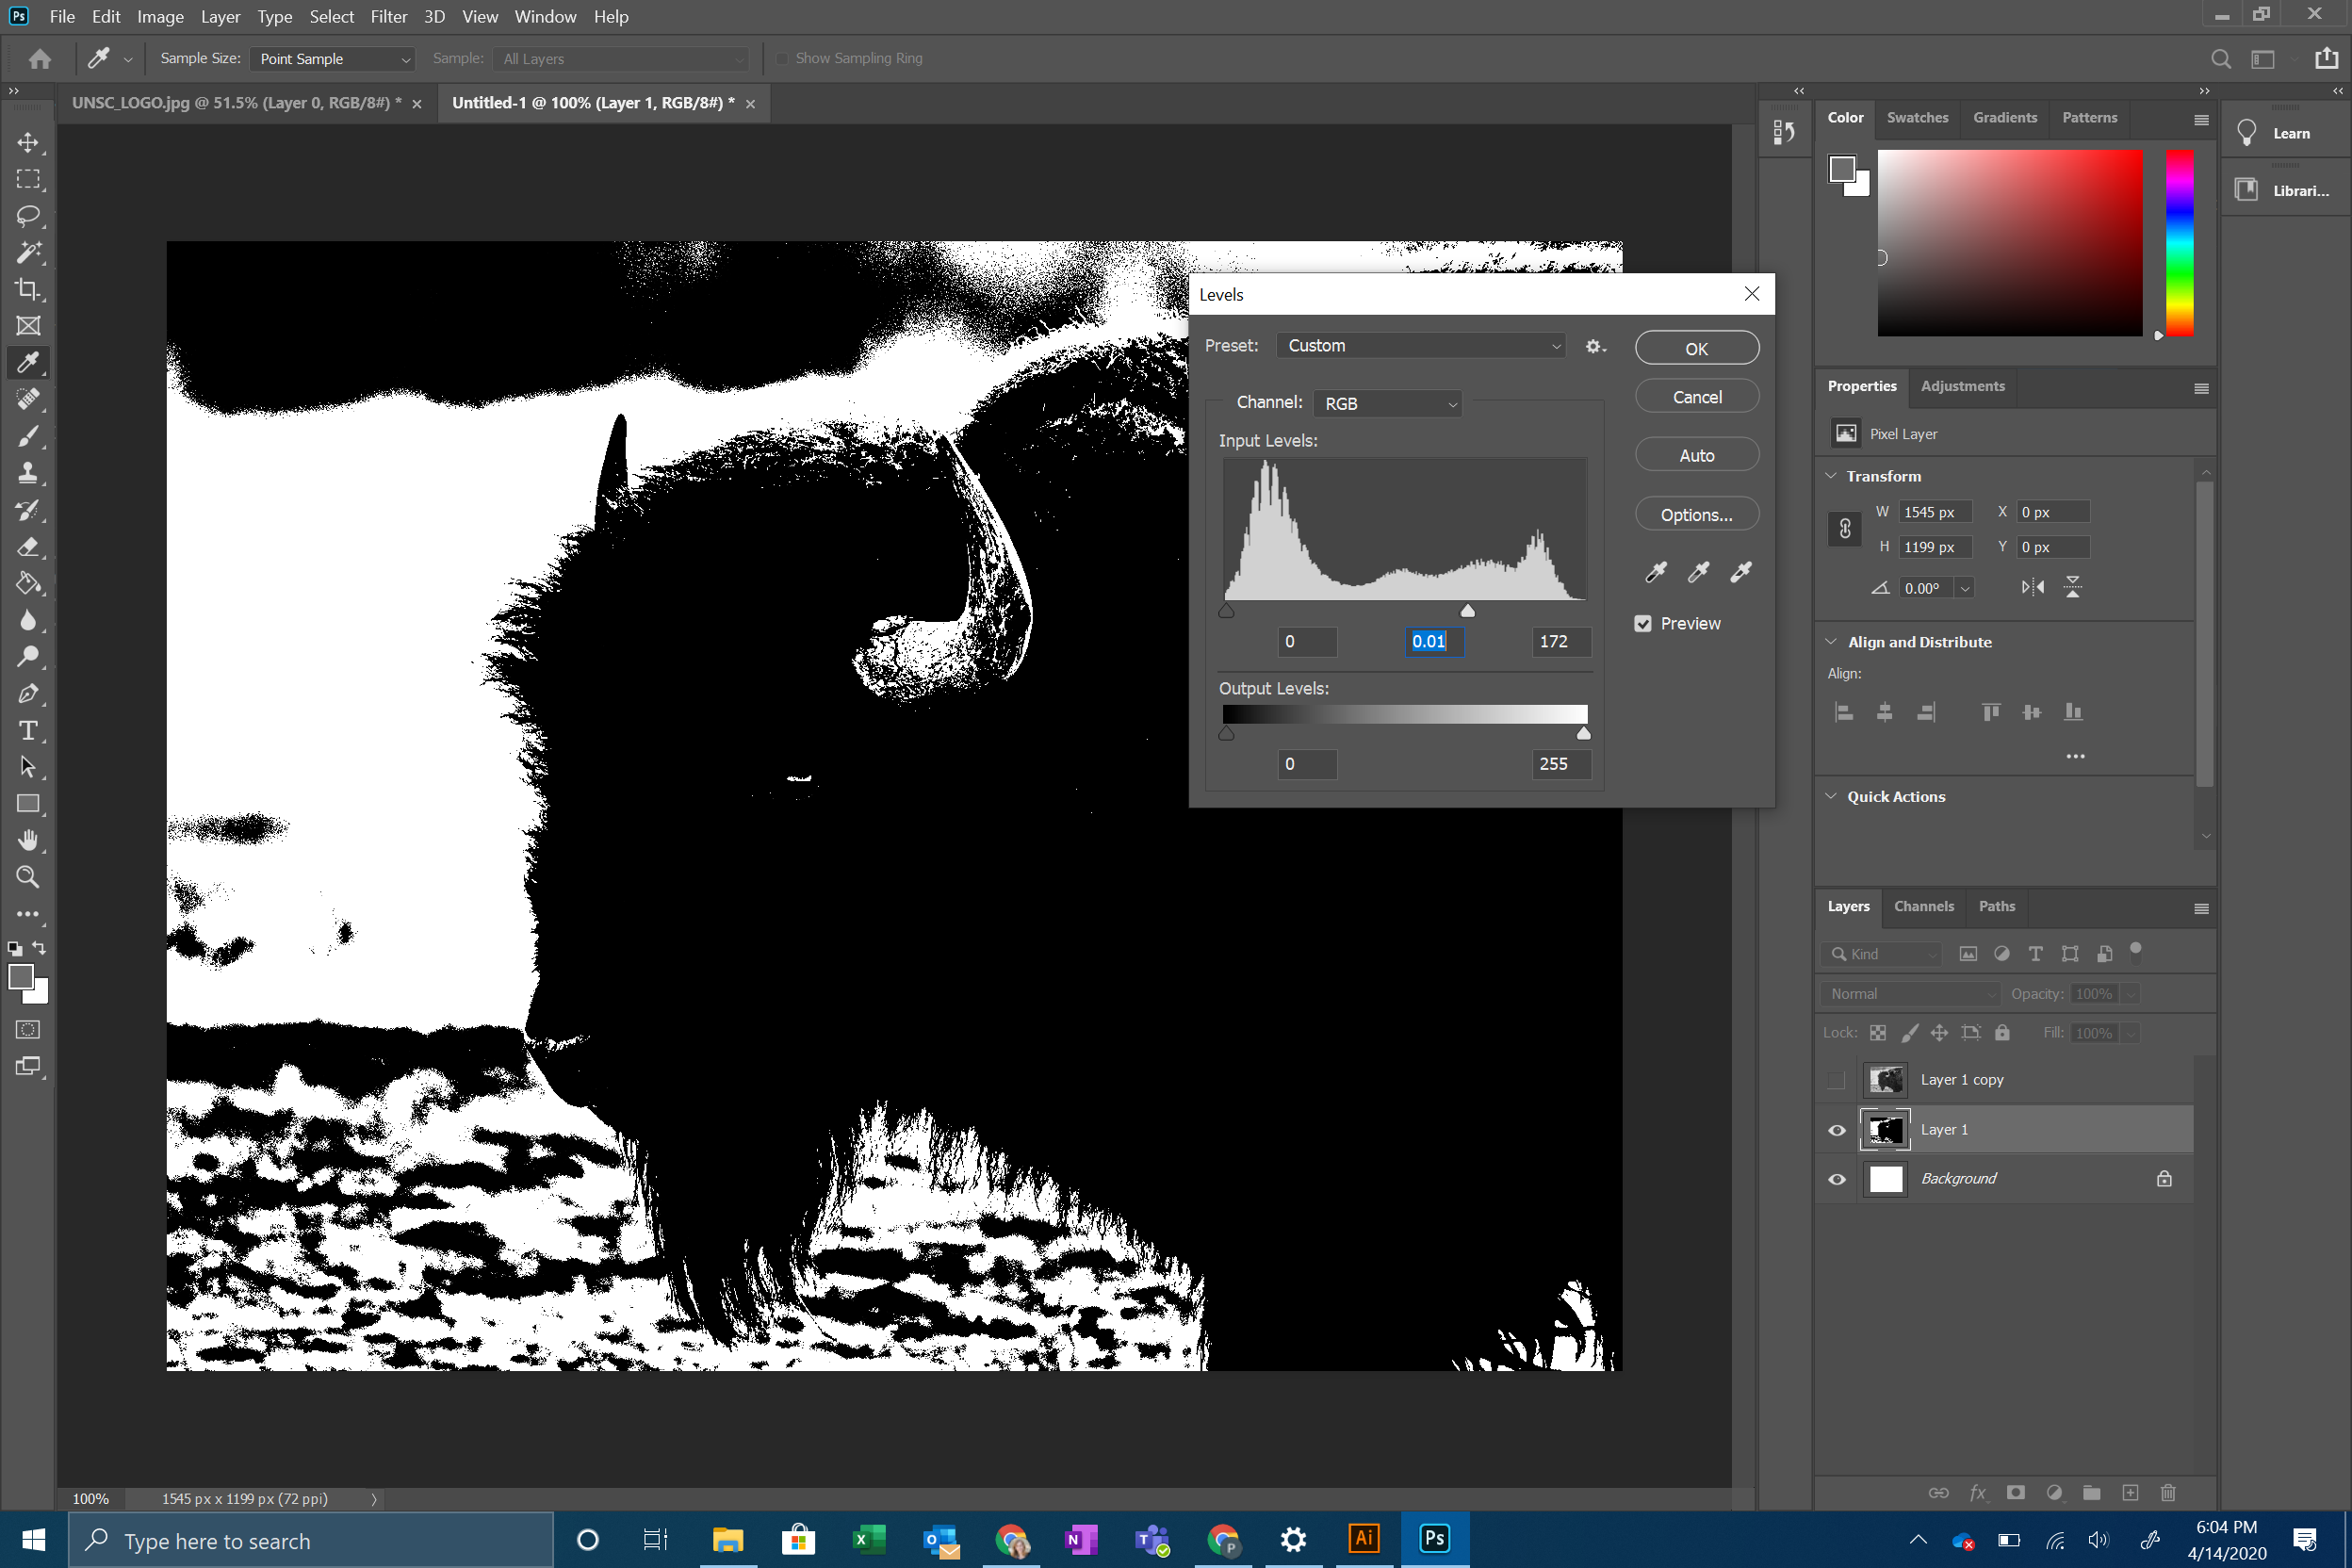 Ps File Edit Image Layer Type Select Filter 3D View Window Help
Sample Size: Point Sample Sample: All Layers Show Sampling Ring
UNSC_LOGO.jpg @ 51.5% (Layer 0, RGB/8#) * × Untitled-1 @ 100% (Layer 1, RGB/8#) * ×
Color Swatches Gradients Patterns
Learn
Librari...
Levels
Preset: Custom
OK
Cancel
Channel: RGB
Auto
Input Levels:
Options...
0 0.01 172
Preview
Output Levels:
0 255
Properties Adjustments
Pixel Layer
Transform
W 1545 px X 0 px
H 1199 px Y 0 px
0.00°
Align and Distribute
Align:
Quick Actions
Layers Channels Paths
Kind
Normal Opacity: 100%
Lock: Fill: 100%
Layer 1 copy
Layer 1
Background
100% 1545 px x 1199 px (72 ppi)
Type here to search
Ai Ps
6:04 PM
4/14/2020